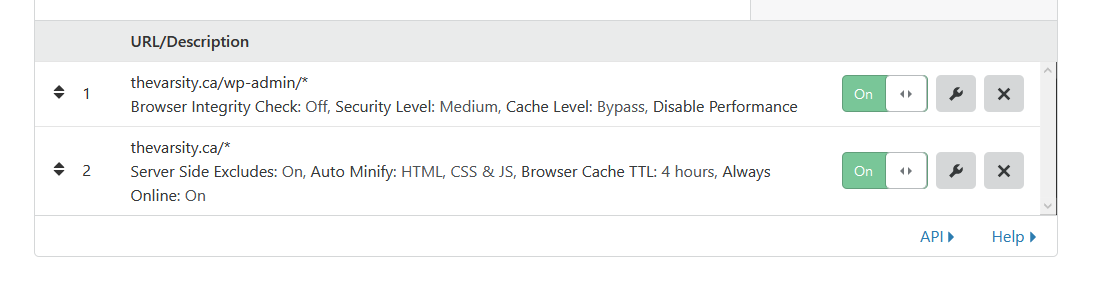 URL/Description
1
thevarsity.ca/wp-admin/*
Browser Integrity Check: Off, Security Level: Medium, Cache Level: Bypass, Disable Performance
On
2
thevarsity.ca/*
Server Side Excludes: On, Auto Minify: HTML, CSS & JS, Browser Cache TTL: 4 hours, Always
Online: On
On
API
Help